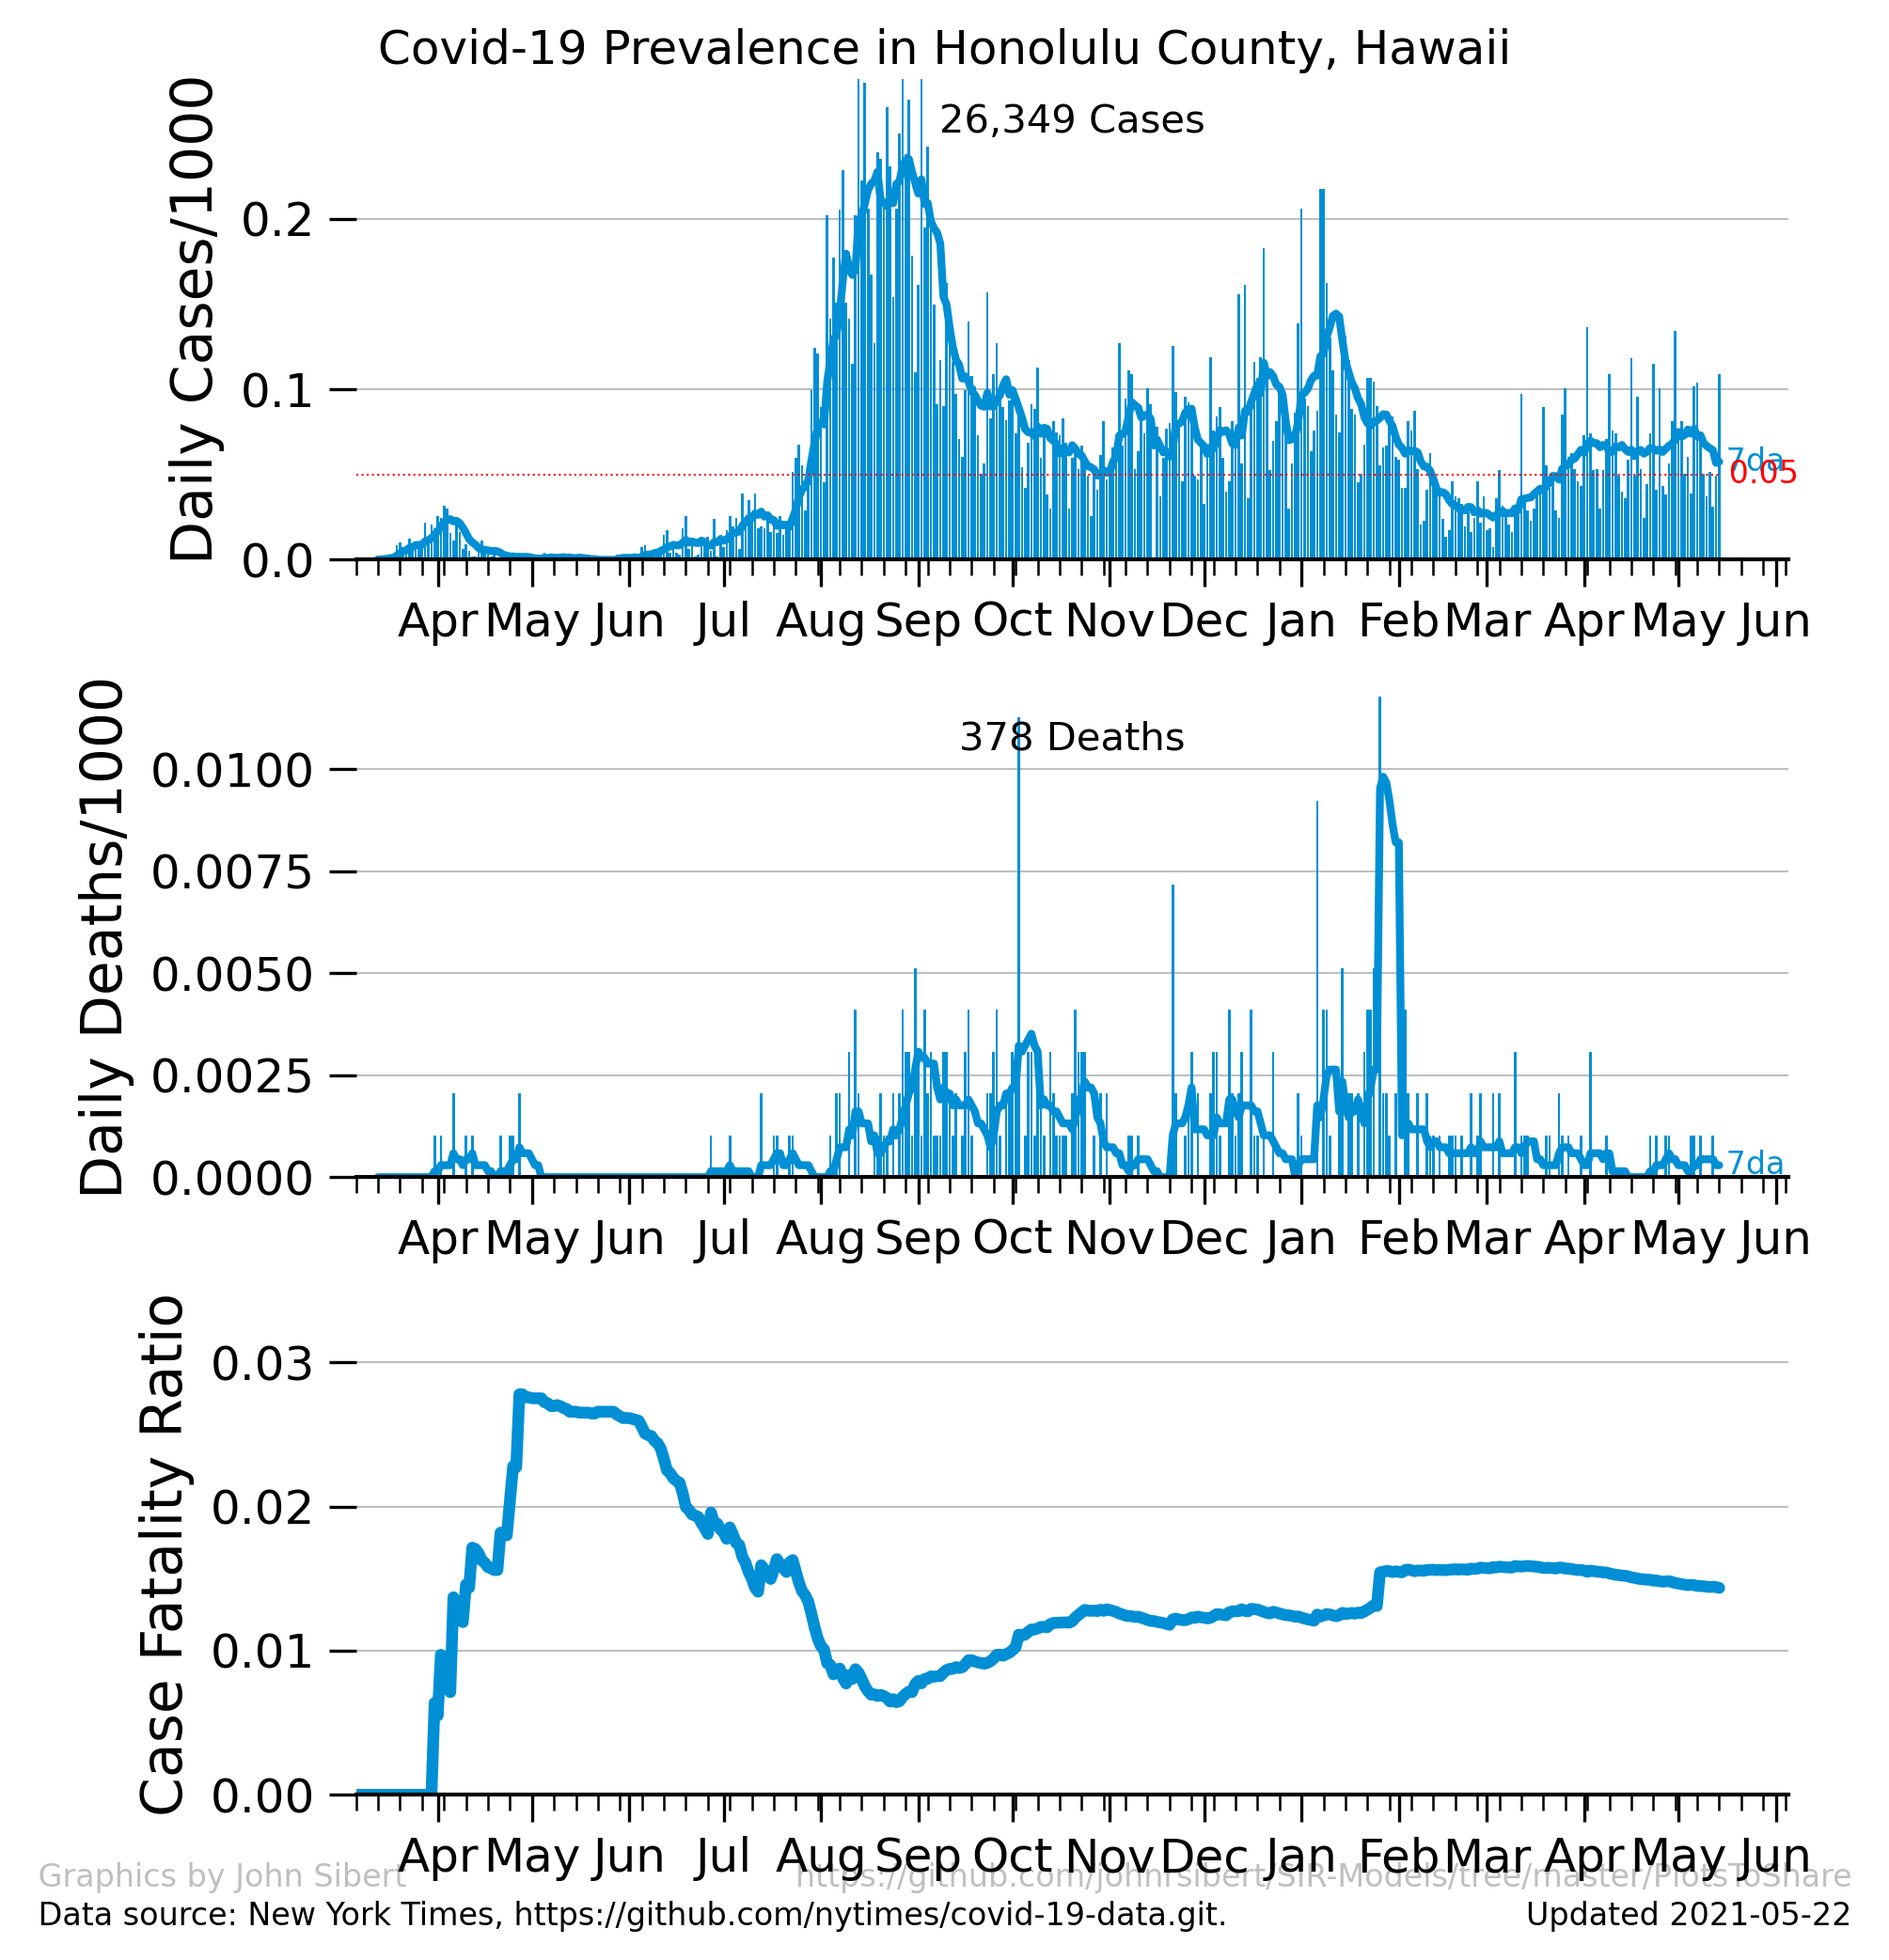 Covid-19 Prevalence in Honolulu County, Hawaii
Daily Cases/1000
26,349 Cases
0.2
0.1
0.0
7da
0.05
Apr May Jun Jul Aug Sep Oct Nov Dec Jan Feb Mar Apr May Jun
Daily Deaths/1000
378 Deaths
0.0100
0.0075
0.0050
0.0025
0.0000
7da
Apr May Jun Jul Aug Sep Oct Nov Dec Jan Feb Mar Apr May Jun
Case Fatality Ratio
0.03
0.02
0.01
0.00
Apr May Jun Jul Aug Sep Oct Nov Dec Jan Feb Mar Apr May Jun
Graphics by John Sibert
https://github.com/johnrsibert/SIR-Models/tree/master/PlotsToShare
Data source: New York Times, https://github.com/nytimes/covid-19-data.git.
Updated 2021-05-22